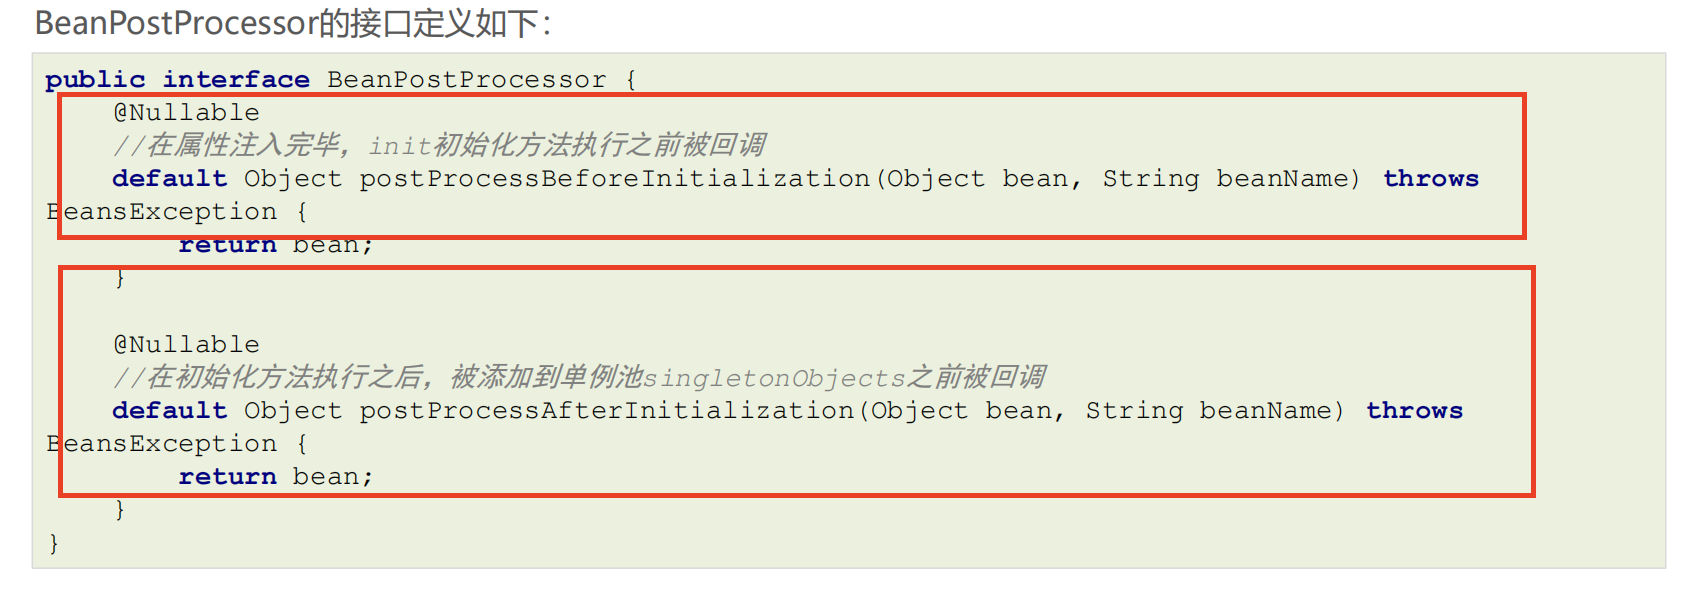 BeanPostProcessor的接口定义如下：
public interface BeanPostProcessor {
@Nullable
//在属性注入完毕，init初始化方法执行之前被回调
default Object postProcessBeforeInitialization(Object bean, String beanName) throws
BeansException {
return bean;
}
@Nullable
//在初始化方法执行之后，被添加到单例池singletonObjects之前被回调
default Object postProcessAfterInitialization(Object bean, String beanName) throws
BeansException {
return bean;
}
}